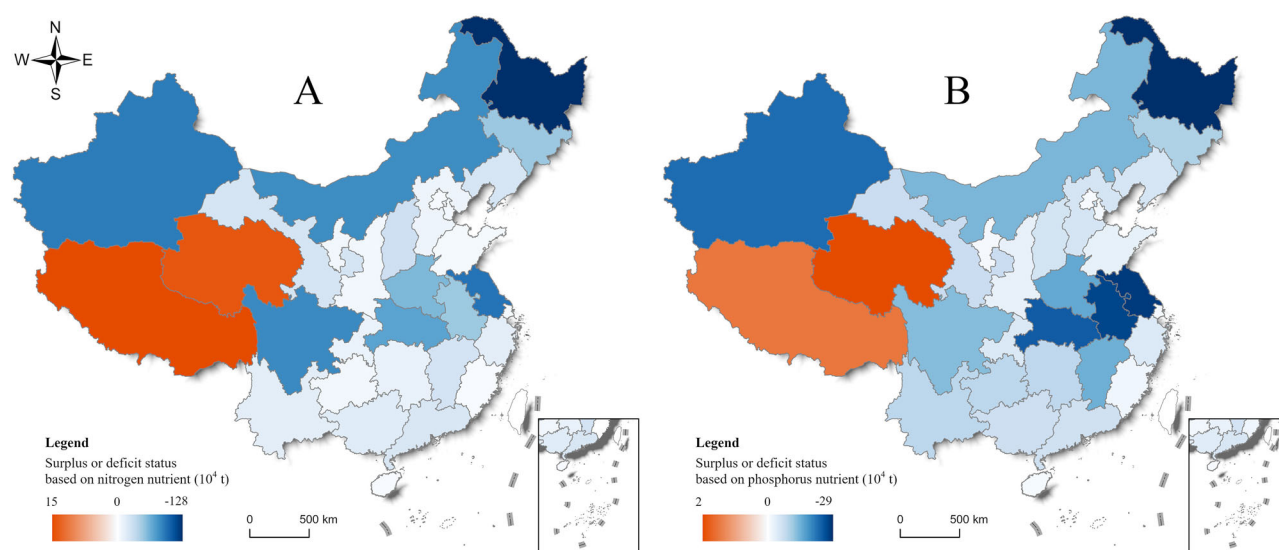 N
W E
S
A
Legend
Surplus or deficit status
based on nitrogen nutrient (10⁴ t)
15 0 -128
0 500 km
B
Legend
Surplus or deficit status
based on phosphorus nutrient (10⁴ t)
2 0 -29
0 500 km